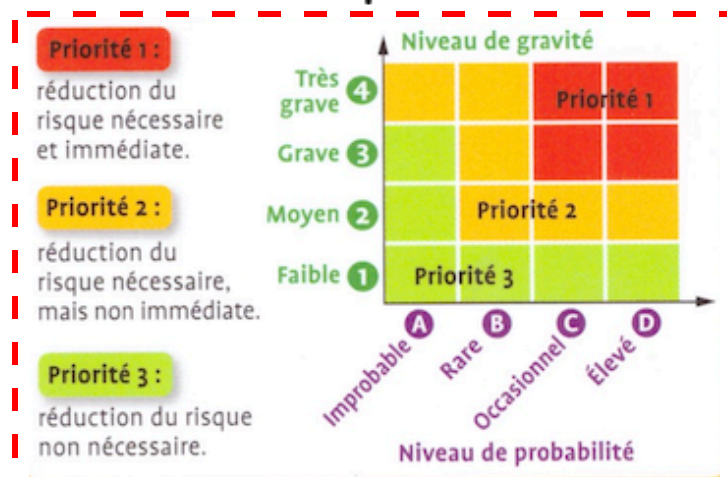 Priorité 1 :
réduction du
risque nécessaire
et immédiate.
Priorité 2 :
réduction du
risque nécessaire,
mais non immédiate.
Priorité 3 :
réduction du risque
non nécessaire.
Niveau de gravité
Très
grave 4
Grave 3
Moyen 2
Faible 1
Priorité 1
Priorité 2
Priorité 3
A B C D
Improbable
Rare
Occasionnel
Élevé
Niveau de probabilité